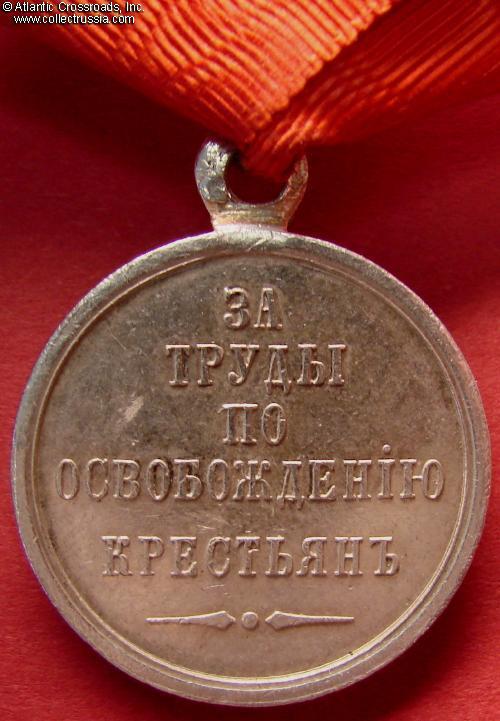 © Atlantic Crossroads, Inc.
www.collectrussia.com
ЗА
ТРУДЫ
ПО
ОСВОБОЖДЕНІЮ
КРЕСТЬЯНЪ